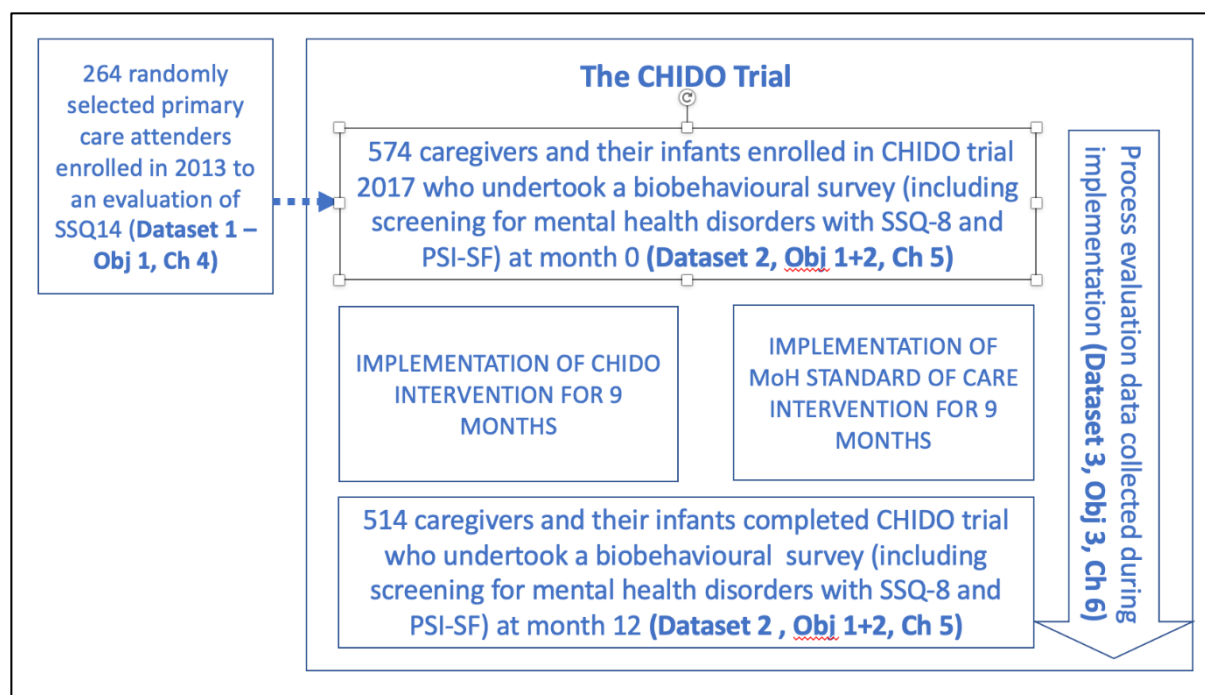 264 randomly
selected primary
care attenders
enrolled in 2013 to
an evaluation of
SSQ14 (Dataset 1 –
Obj 1, Ch 4)
The CHIDO Trial
574 caregivers and their infants enrolled in CHIDO trial
2017 who undertook a biobehavioural survey (including
screening for mental health disorders with SSQ-8 and
PSI-SF) at month 0 (Dataset 2, Obj 1+2, Ch 5)
IMPLEMENTATION OF CHIDO
INTERVENTION FOR 9
MONTHS
IMPLEMENTATION OF
MoH STANDARD OF CARE
INTERVENTION FOR 9
MONTHS
514 caregivers and their infants completed CHIDO trial
who undertook a biobehavioural survey (including
screening for mental health disorders with SSQ-8 and
PSI-SF) at month 12 (Dataset 2 , Obj 1+2, Ch 5)
Process evaluation data collected during
implementation (Dataset 3, Obj 3, Ch 6)